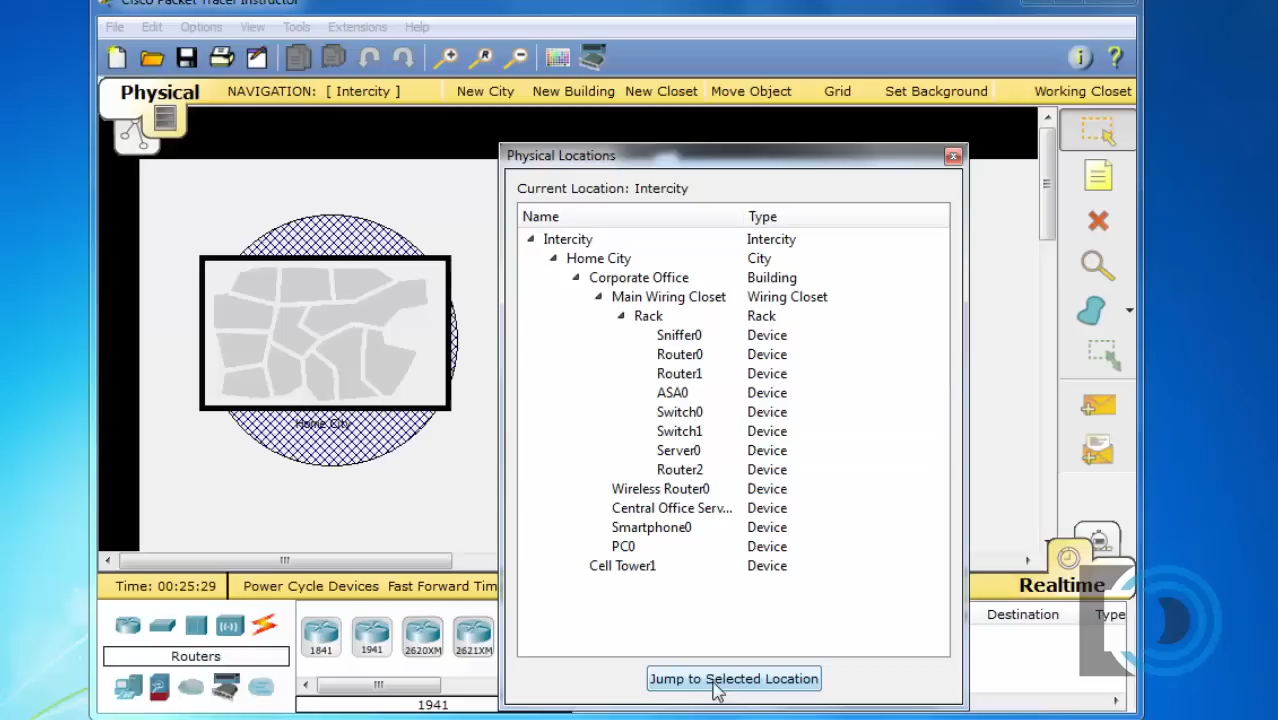 Cisco Packet Tracer Instructor
File Edit Options View Tools Extensions Help
Physical NAVIGATION: [ Intercity ] New City New Building New Closet Move Object Grid Set Background Working Closet
Physical Locations
Current Location: Intercity
Name Type
Intercity Intercity
Home City City
Corporate Office Building
Main Wiring Closet Wiring Closet
Rack Rack
Sniffer0 Device
Router0 Device
Router1 Device
ASA0 Device
Switch0 Device
Switch1 Device
Server0 Device
Router2 Device
Wireless Router0 Device
Central Office Serv... Device
Smartphone0 Device
PC0 Device
Cell Tower1 Device
Jump to Selected Location
Home City
Time: 00:25:29 Power Cycle Devices Fast Forward Tim
Realtime
Destination Type
1841 1941 2620XM 2621XM
Routers
1941